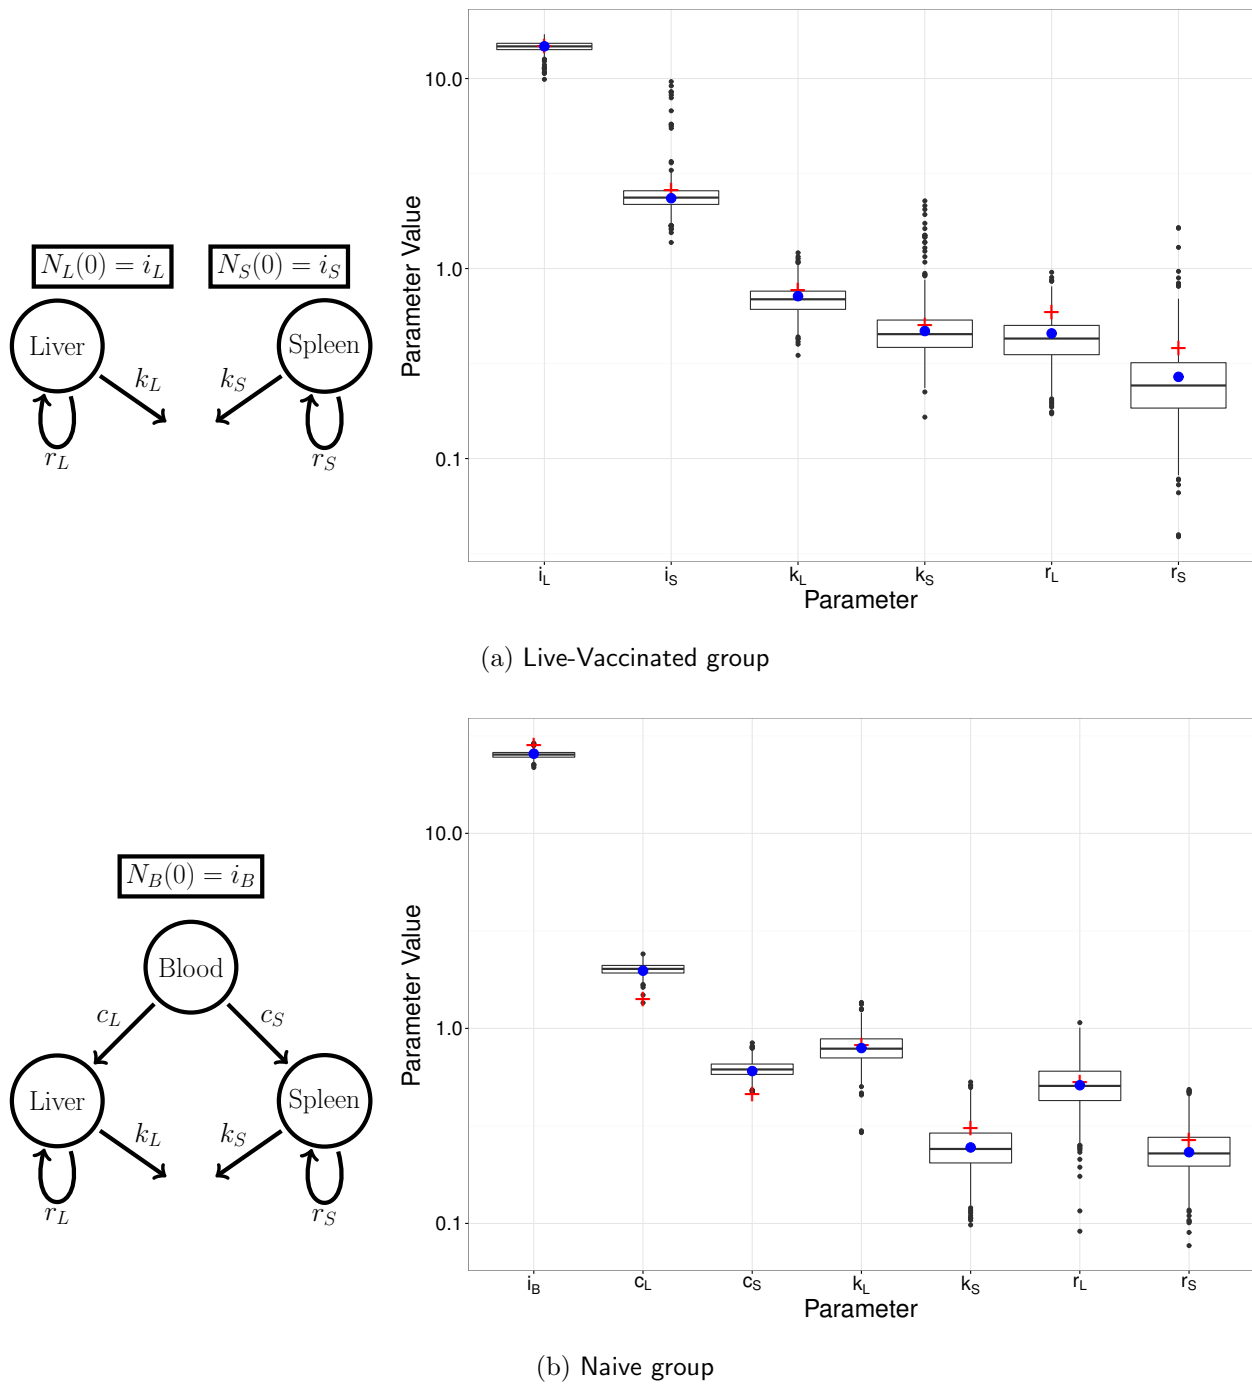 N_L(0) = i_L
N_S(0) = i_S
Liver
Spleen
k_L
k_S
r_L
r_S
Parameter Value
10.0
1.0
0.1
i_L
i_S
k_L
k_S
r_L
r_S
Parameter
(a) Live-Vaccinated group
N_B(0) = i_B
Blood
c_L
c_S
Liver
Spleen
k_L
k_S
r_L
r_S
Parameter Value
10.0
1.0
0.1
i_B
c_L
c_S
k_L
k_S
r_L
r_S
Parameter
(b) Naive group